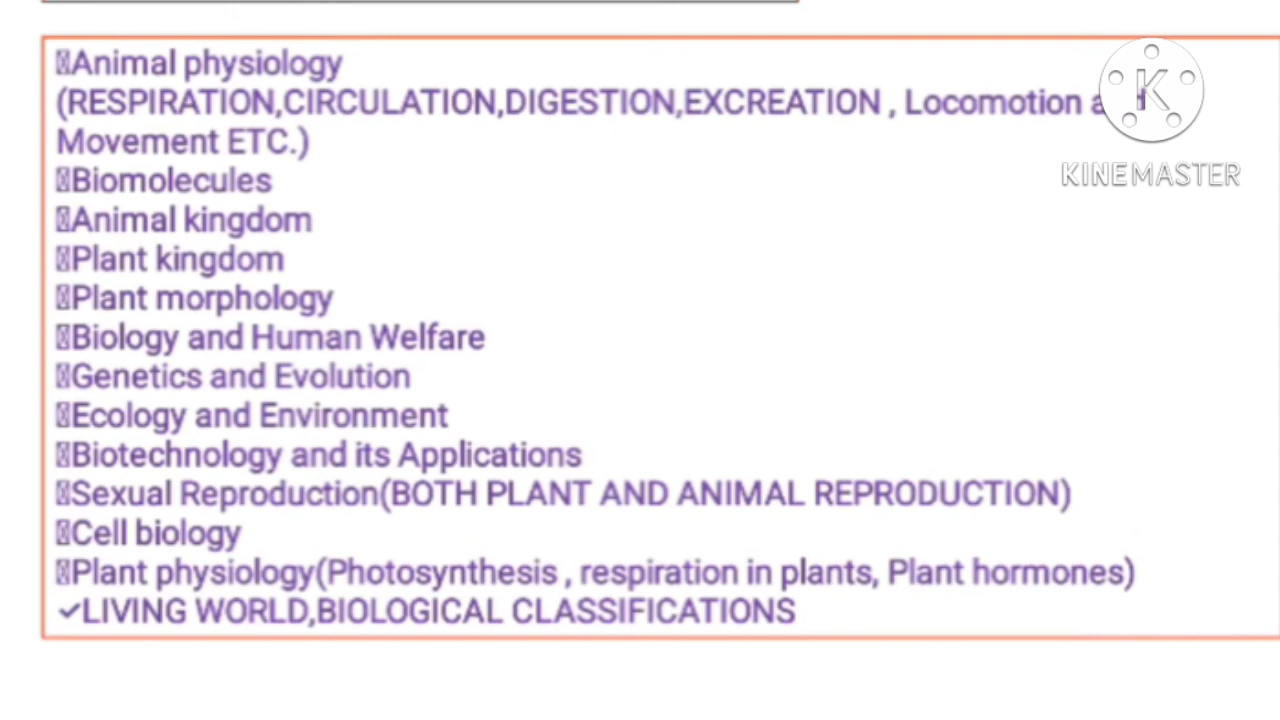 Animal physiology
(RESPIRATION,CIRCULATION,DIGESTION,EXCREATION , Locomotion and
Movement ETC.)
Biomolecules
Animal kingdom
Plant kingdom
Plant morphology
Biology and Human Welfare
Genetics and Evolution
Ecology and Environment
Biotechnology and its Applications
Sexual Reproduction(BOTH PLANT AND ANIMAL REPRODUCTION)
Cell biology
Plant physiology(Photosynthesis , respiration in plants, Plant hormones)
✓LIVING WORLD,BIOLOGICAL CLASSIFICATIONS
K
KINEMASTER